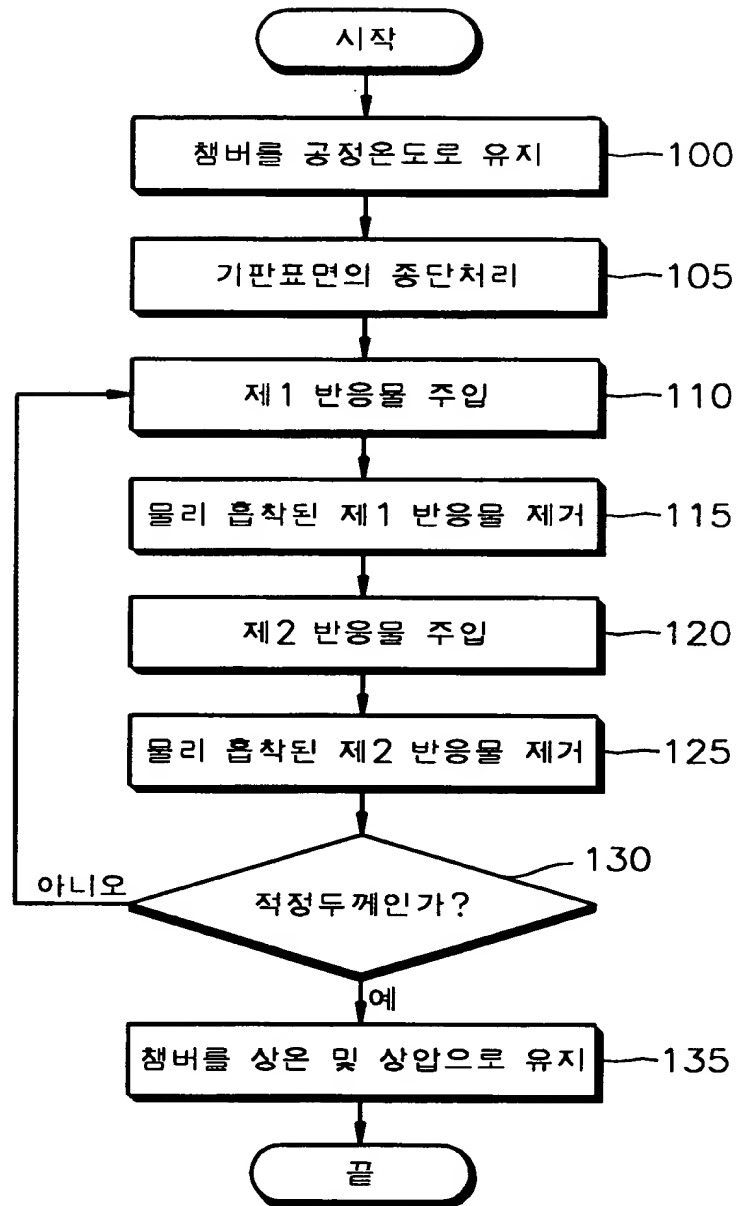 시작
챔버를 공정온도로 유지 100
기판표면의 종단처리 105
제1 반응물 주입 110
물리 흡착된 제1 반응물 제거 115
제2 반응물 주입 120
물리 흡착된 제2 반응물 제거 125
130
아니오 적정두께인가?
예
챔버를 상온 및 상압으로 유지 135
끝